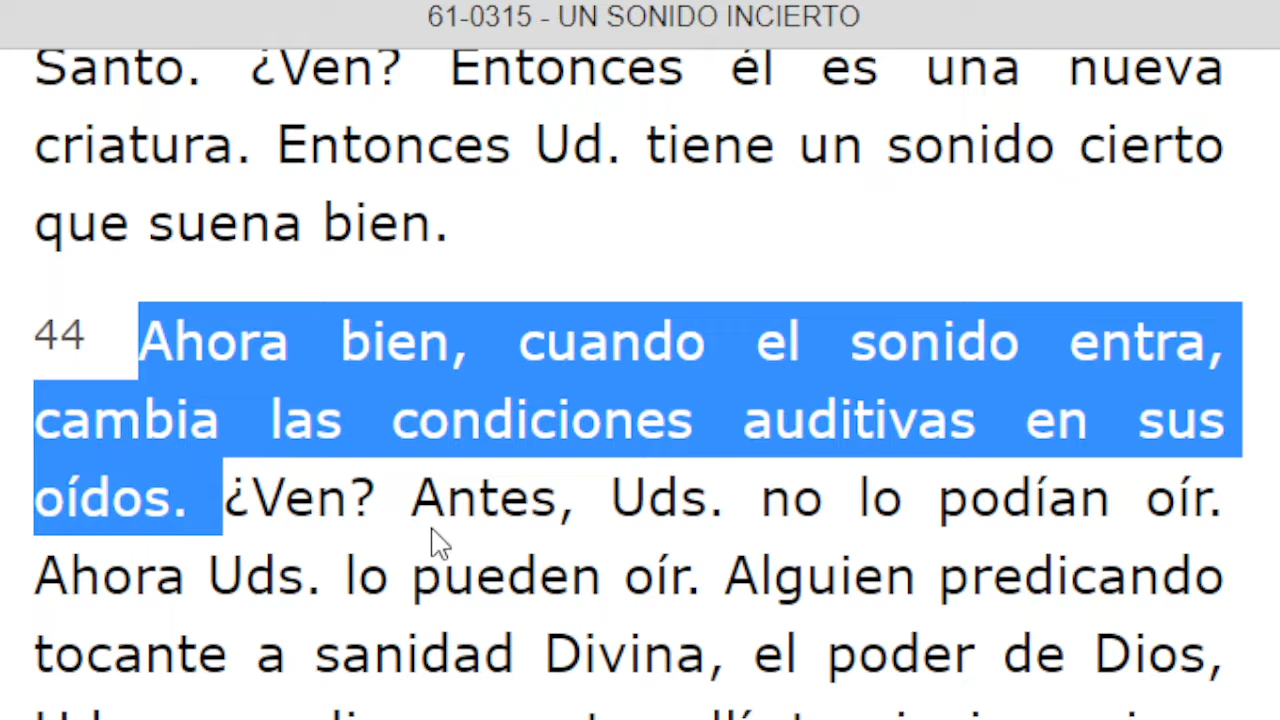 61-0315 - UN SONIDO INCIERTO
Santo. ¿Ven? Entonces él es una nueva
criatura. Entonces Ud. tiene un sonido cierto
que suena bien.
44 Ahora bien, cuando el sonido entra,
cambia las condiciones auditivas en sus
oídos. ¿Ven? Antes, Uds. no lo podían oír.
Ahora Uds. lo pueden oír. Alguien predicando
tocante a sanidad Divina, el poder de Dios,